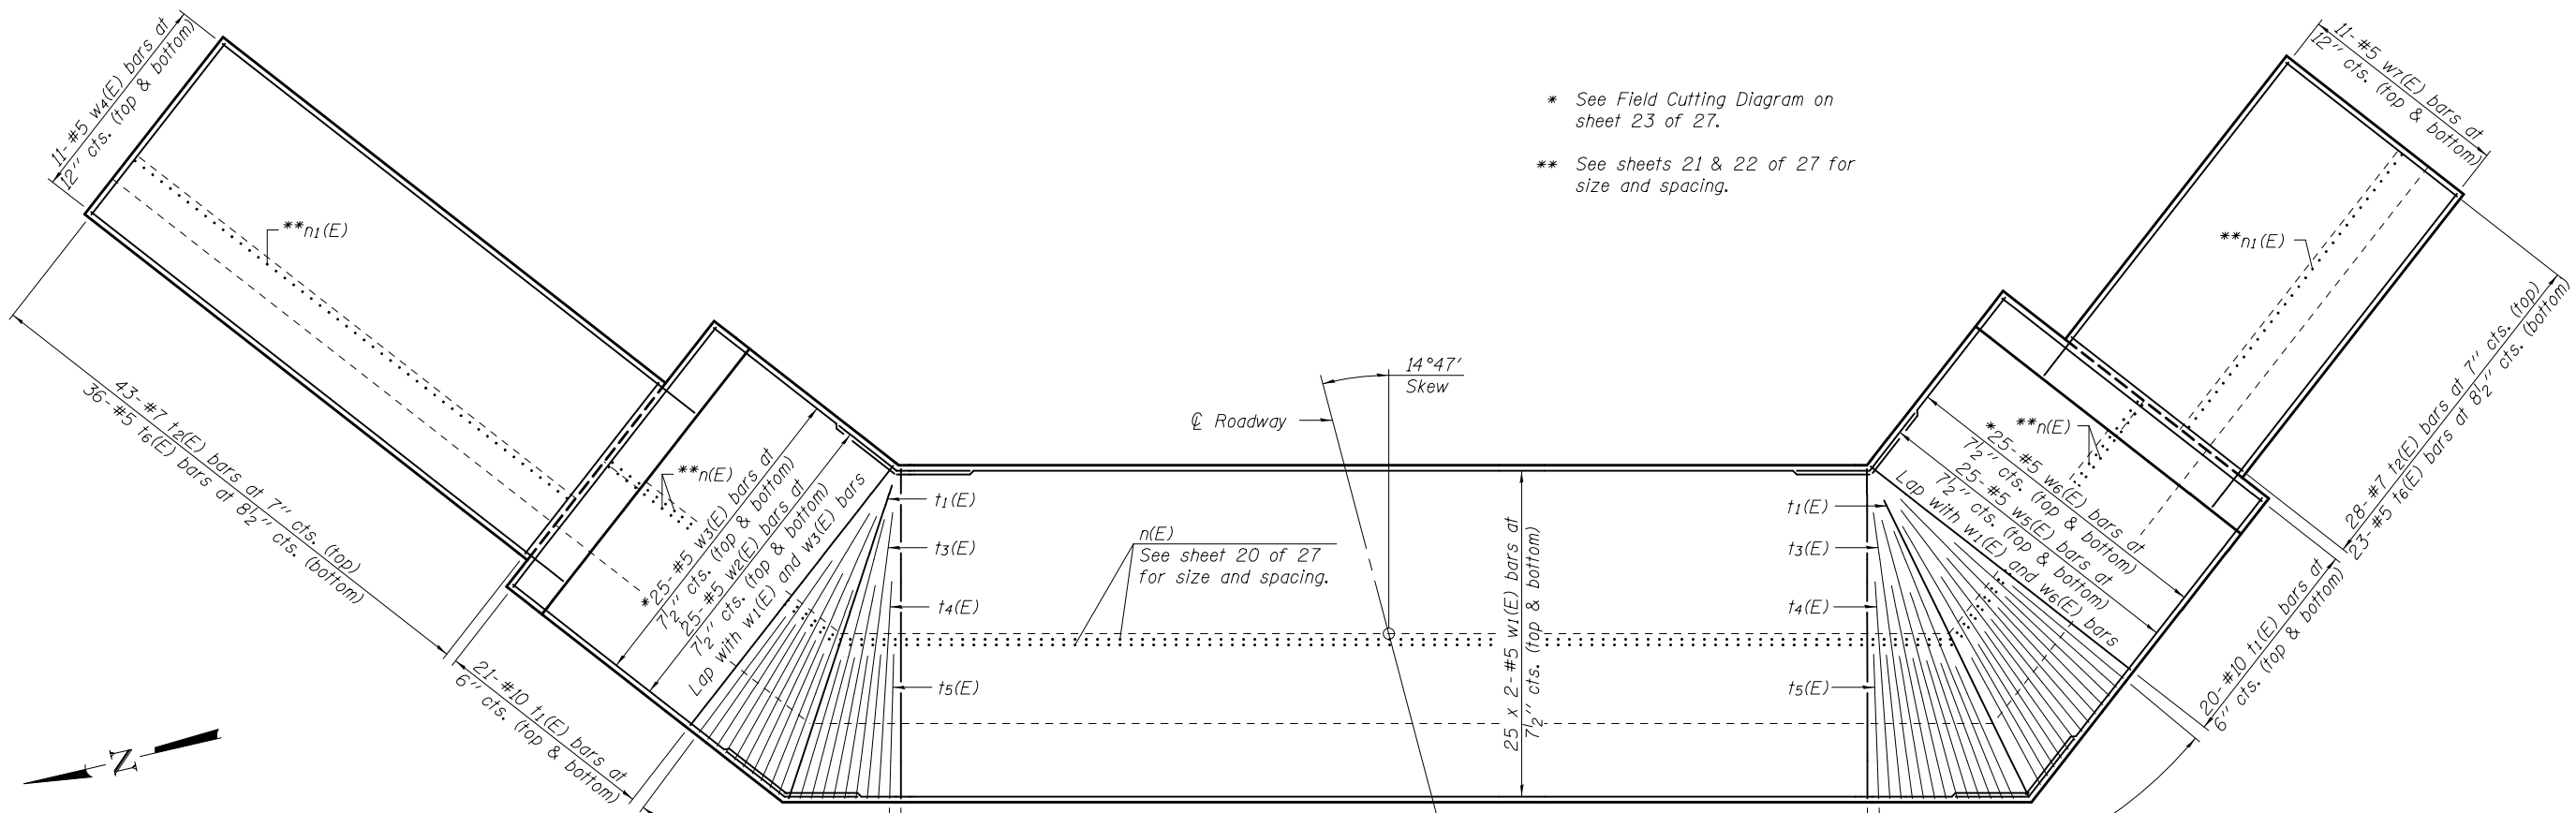 11-#5 w4(E) bars at
12" cts. (top & bottom)
**n1(E)
43-#7 t2(E) bars at 7" cts. (top)
36-#5 t6(E) bars at 8½" cts. (bottom)
**n(E)
*25-#5 w3(E) bars at
7½" cts. (top & bottom)
25-#5 w2(E) bars at
7½" cts. (top & bottom)
Lap with w1(E) and w3(E) bars
21-#10 t1(E) bars at
6" cts. (top & bottom)
N
t1(E)
t3(E)
t4(E)
t5(E)
n(E)
See sheet 20 of 27
for size and spacing.
℄ Roadway
14°47'
Skew
* See Field Cutting Diagram on
sheet 23 of 27.
** See sheets 21 & 22 of 27 for
size and spacing.
25 x 2-#5 w1(E) bars at
7½" cts. (top & bottom)
t1(E)
t3(E)
t4(E)
t5(E)
11-#5 w7(E) bars at
12" cts. (top & bottom)
**n1(E)
**n(E)
*25-#5 w6(E) bars at
7½" cts. (top & bottom)
25-#5 w5(E) bars at
7½" cts. (top & bottom)
Lap with w1(E) and w6(E) bars
28-#7 t2(E) bars at 7" cts. (top)
23-#5 t6(E) bars at 8½" cts. (bottom)
20-#10 t1(E) bars at
6" cts. (top & bottom)